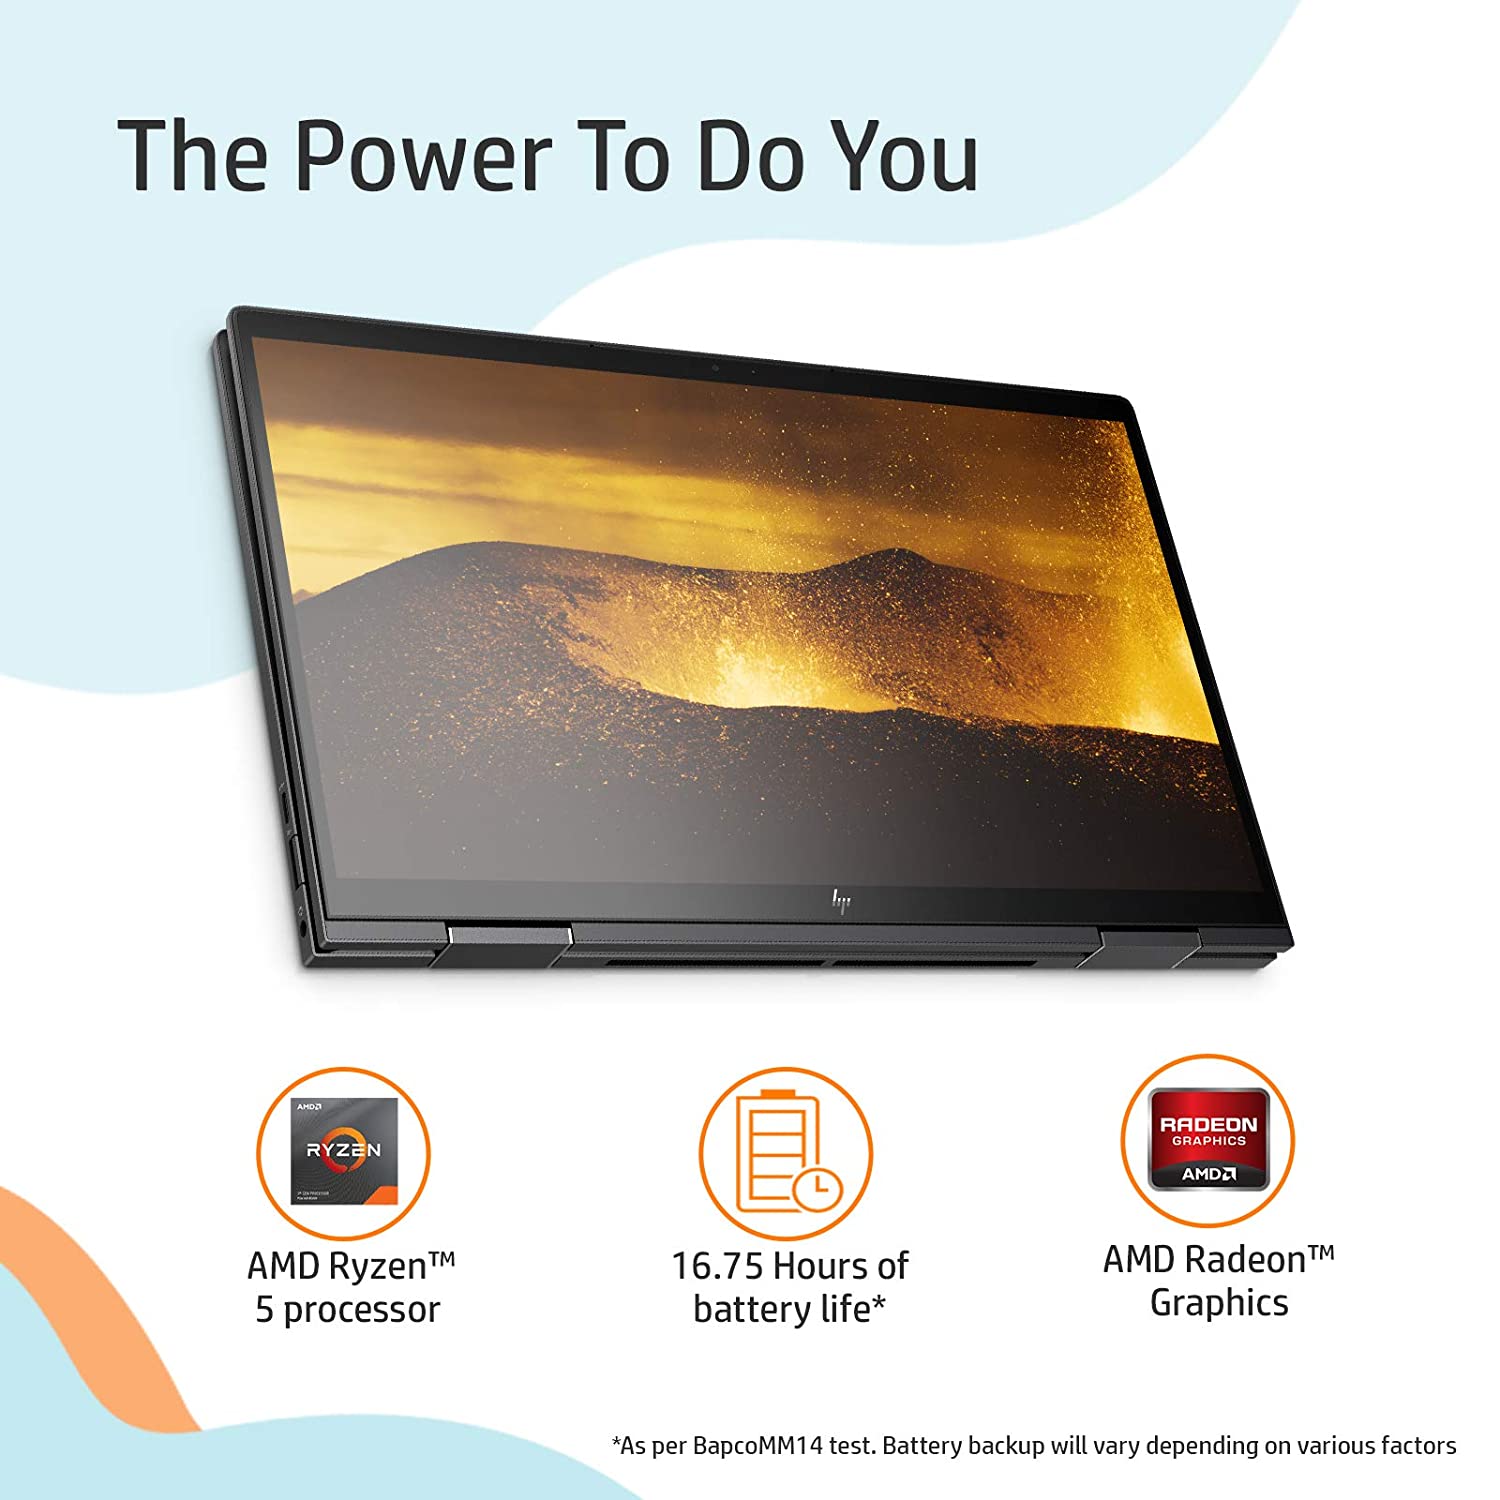 The Power To Do You
hp
AMD
RYZEN
RADEON
GRAPHICS
AMD
AMD Ryzen™
5 processor
16.75 Hours of
battery life*
AMD Radeon™
Graphics
*As per BapcoMM14 test. Battery backup will vary depending on various factors